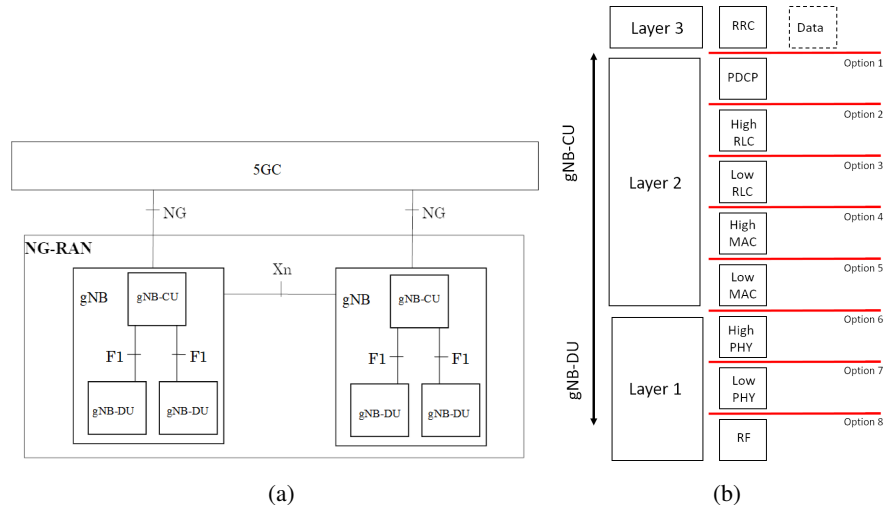 5GC
NG
NG
NG-RAN
Xn
gNB
gNB-CU
F1
F1
gNB-DU
gNB-DU
gNB
gNB-CU
F1
F1
gNB-DU
gNB-DU
(a)
gNB-CU
gNB-DU
Layer 3
RRC
Data
Option 1
Layer 2
PDCP
Option 2
High
RLC
Option 3
Low
RLC
Option 4
High
MAC
Option 5
Low
MAC
Option 6
Layer 1
High
PHY
Option 7
Low
PHY
Option 8
RF
(b)